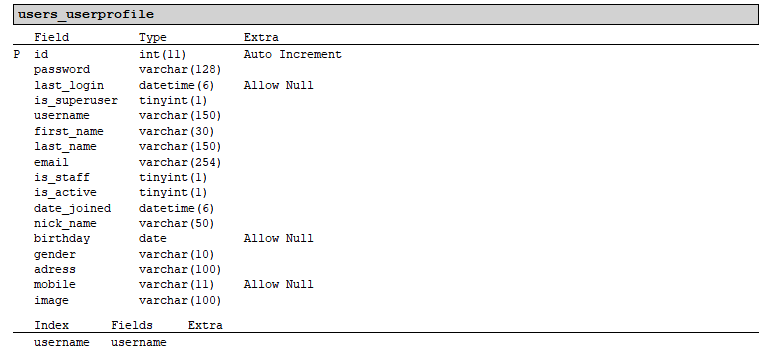 users_userprofile
Field Type Extra
P id int(11) Auto Increment
password varchar(128)
last_login datetime(6) Allow Null
is_superuser tinyint(1)
username varchar(150)
first_name varchar(30)
last_name varchar(150)
email varchar(254)
is_staff tinyint(1)
is_active tinyint(1)
date_joined datetime(6)
nick_name varchar(50)
birthday date Allow Null
gender varchar(10)
adress varchar(100)
mobile varchar(11) Allow Null
image varchar(100)
Index Fields Extra
username username